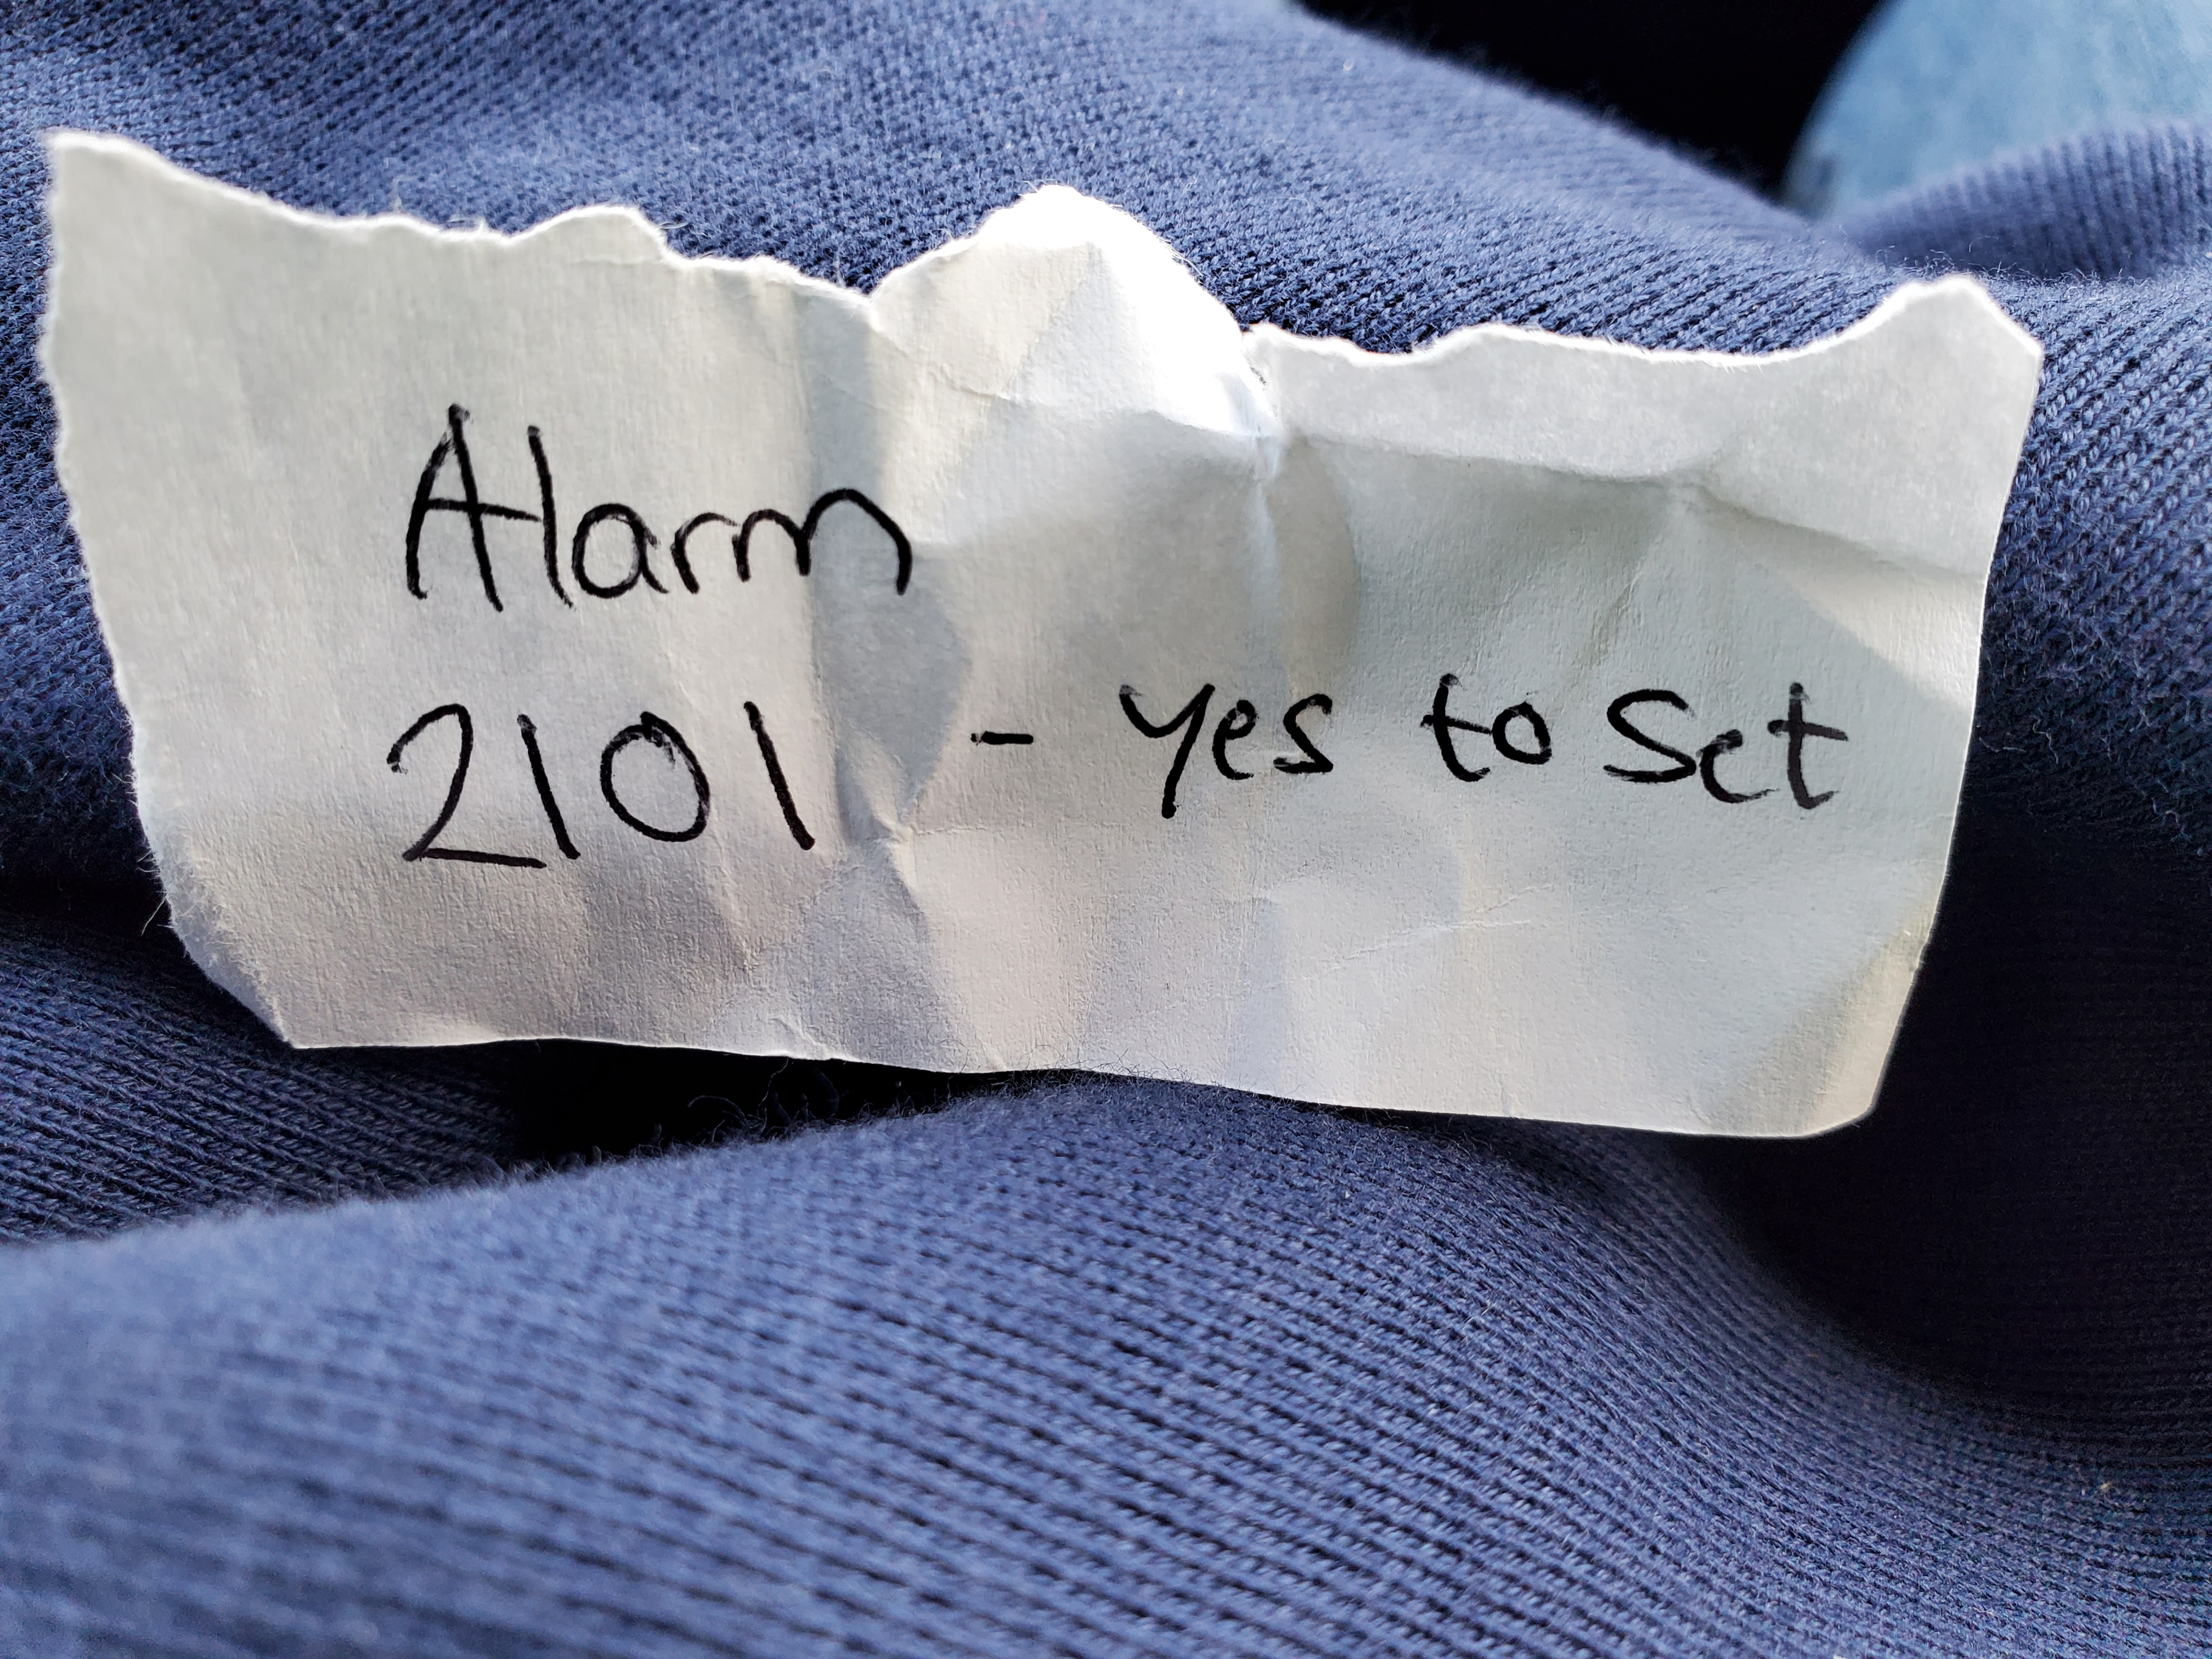 Alarm
2101 - yes to Set